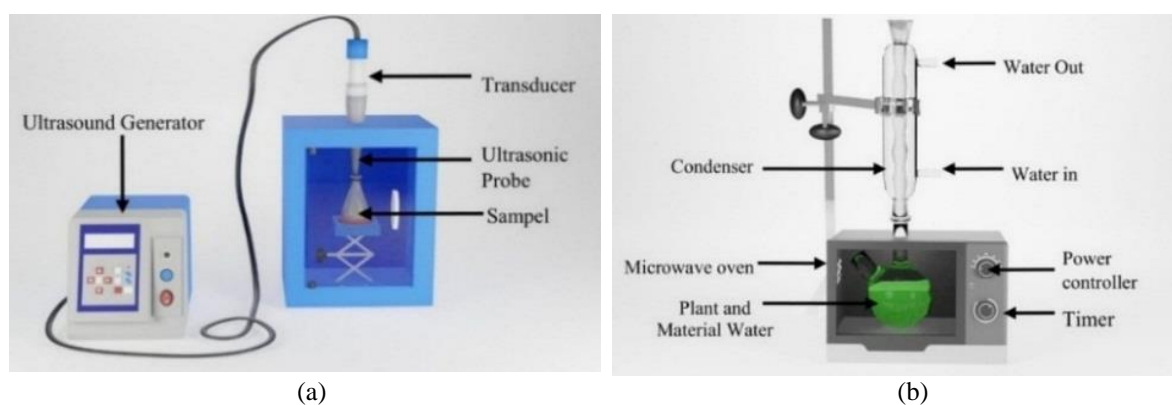 Transducer
Ultrasound Generator
Ultrasonic
Probe
Sampel
(a)
Water Out
Condenser
Water in
Microwave oven
Power
controller
Plant and
Material Water
Timer
(b)